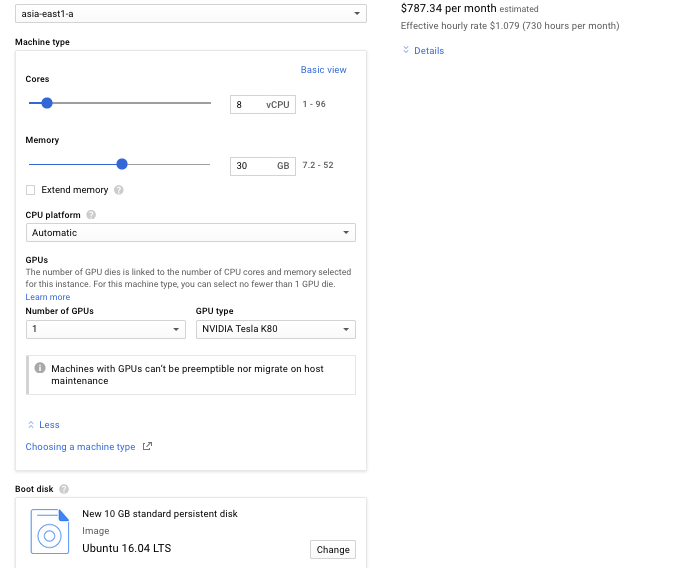 asia-east1-a
$787.34 per month estimated
Effective hourly rate $1.079 (730 hours per month)
Details
Machine type
Basic view
Cores
8 vCPU 1 - 96
Memory
30 GB 7.2 - 52
Extend memory ?
CPU platform ?
Automatic
GPUs
The number of GPU dies is linked to the number of CPU cores and memory selected
for this instance. For this machine type, you can select no fewer than 1 GPU die.
Learn more
Number of GPUs GPU type
1 NVIDIA Tesla K80
Machines with GPUs can't be preemptible nor migrate on host
maintenance
Less
Choosing a machine type
Boot disk ?
New 10 GB standard persistent disk
Image
Ubuntu 16.04 LTS
Change